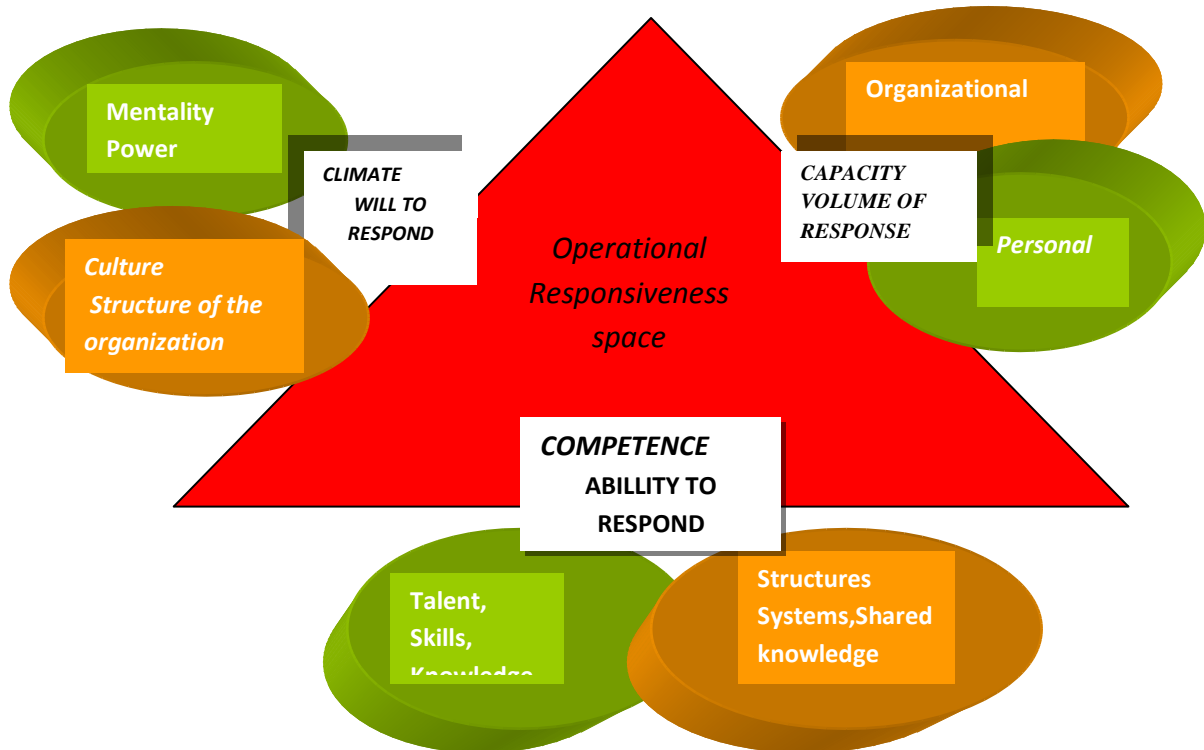 Mentality
Power
Culture
Structure of the
organization
CLIMATE
WILL TO
RESPOND
Operational
Responsiveness
space
Organizational
CAPACITY
VOLUME OF
RESPONSE
Personal
COMPETENCE
ABILLITY TO
RESPOND
Talent,
Skills,
Knowledge
Structures
Systems,Shared
knowledge